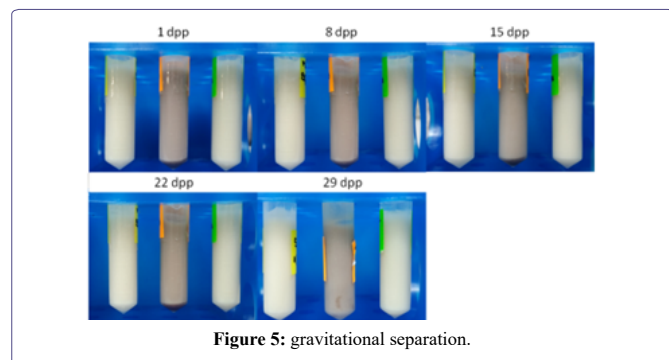 1 dpp
8 dpp
15 dpp
22 dpp
29 dpp
Figure 5: gravitational separation.